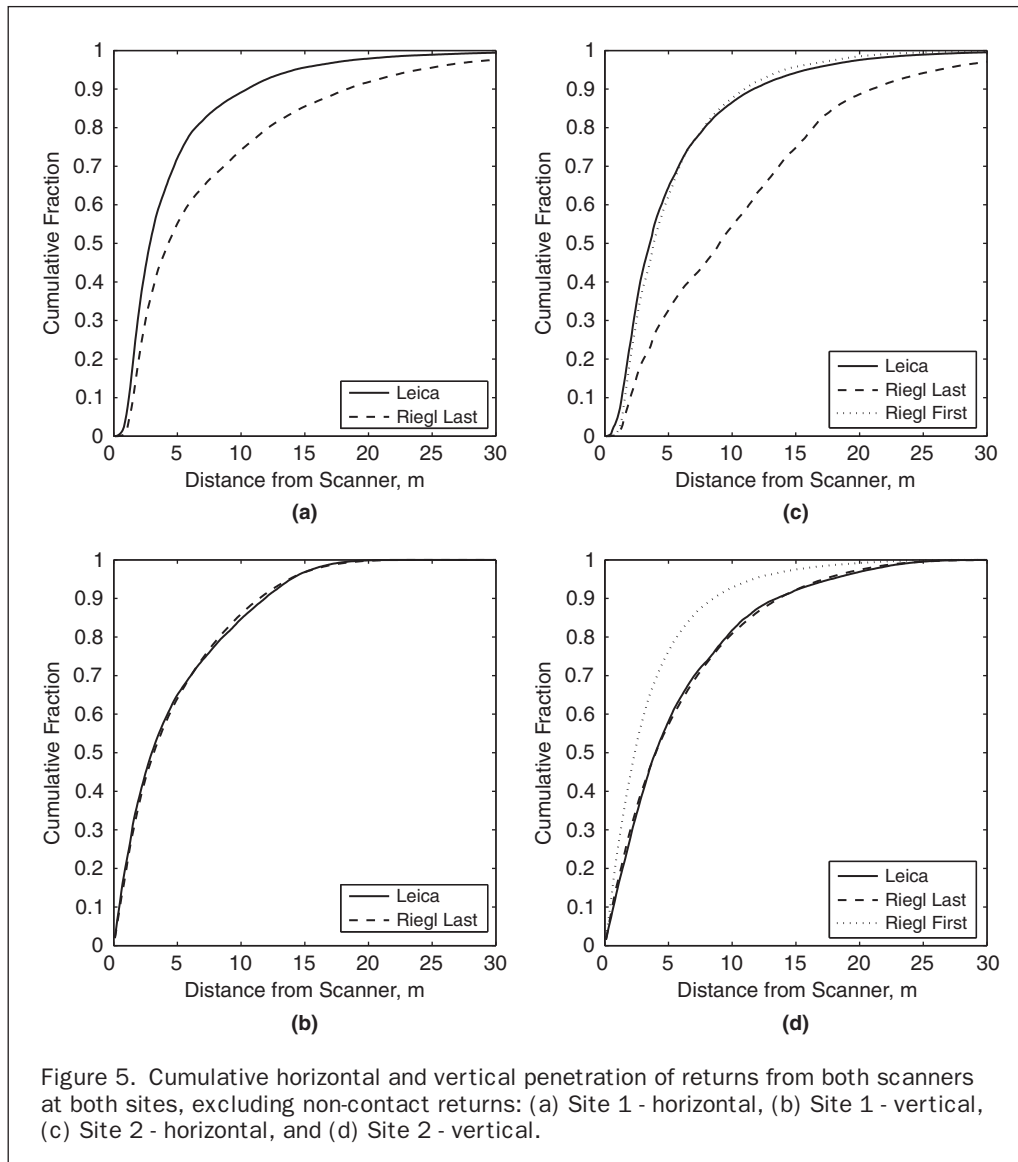 1
0.9
0.8
0.7
0.6
0.5
0.4
0.3
0.2
0.1
0
Cumulative Fraction
0 5 10 15 20 25 30
Distance from Scanner, m
Leica
Riegl Last
(a)
1
0.9
0.8
0.7
0.6
0.5
0.4
0.3
0.2
0.1
0
Cumulative Fraction
0 5 10 15 20 25 30
Distance from Scanner, m
Leica
Riegl Last
Riegl First
(c)
1
0.9
0.8
0.7
0.6
0.5
0.4
0.3
0.2
0.1
0
Cumulative Fraction
0 5 10 15 20 25 30
Distance from Scanner, m
Leica
Riegl Last
(b)
1
0.9
0.8
0.7
0.6
0.5
0.4
0.3
0.2
0.1
0
Cumulative Fraction
0 5 10 15 20 25 30
Distance from Scanner, m
Leica
Riegl Last
Riegl First
(d)
Figure 5. Cumulative horizontal and vertical penetration of returns from both scanners
at both sites, excluding non-contact returns: (a) Site 1 - horizontal, (b) Site 1 - vertical,
(c) Site 2 - horizontal, and (d) Site 2 - vertical.